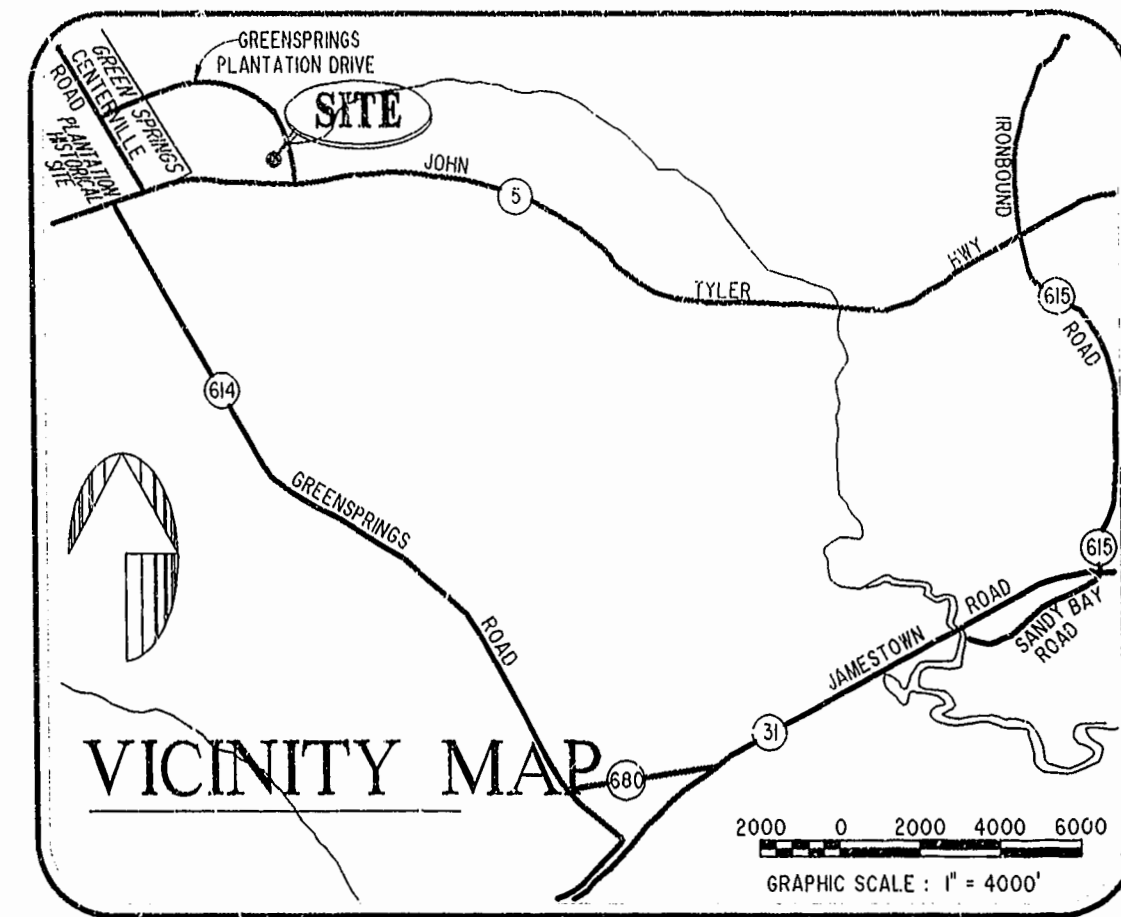 GREENSPRINGS
PLANTATION DRIVE
GREEN SPRINGS
CENTERVILLE
ROAD
PLANTATION
HISTORICAL
SITE
SITE
JOHN
5
TYLER
HWY
IRONBOUND
615
ROAD
614
GREENSPRINGS
ROAD
615
ROAD
SANDY BAY
ROAD
JAMESTOWN
31
680
VICINITY MAP
2000 0 2000 4000 6000
GRAPHIC SCALE : 1" = 4000'